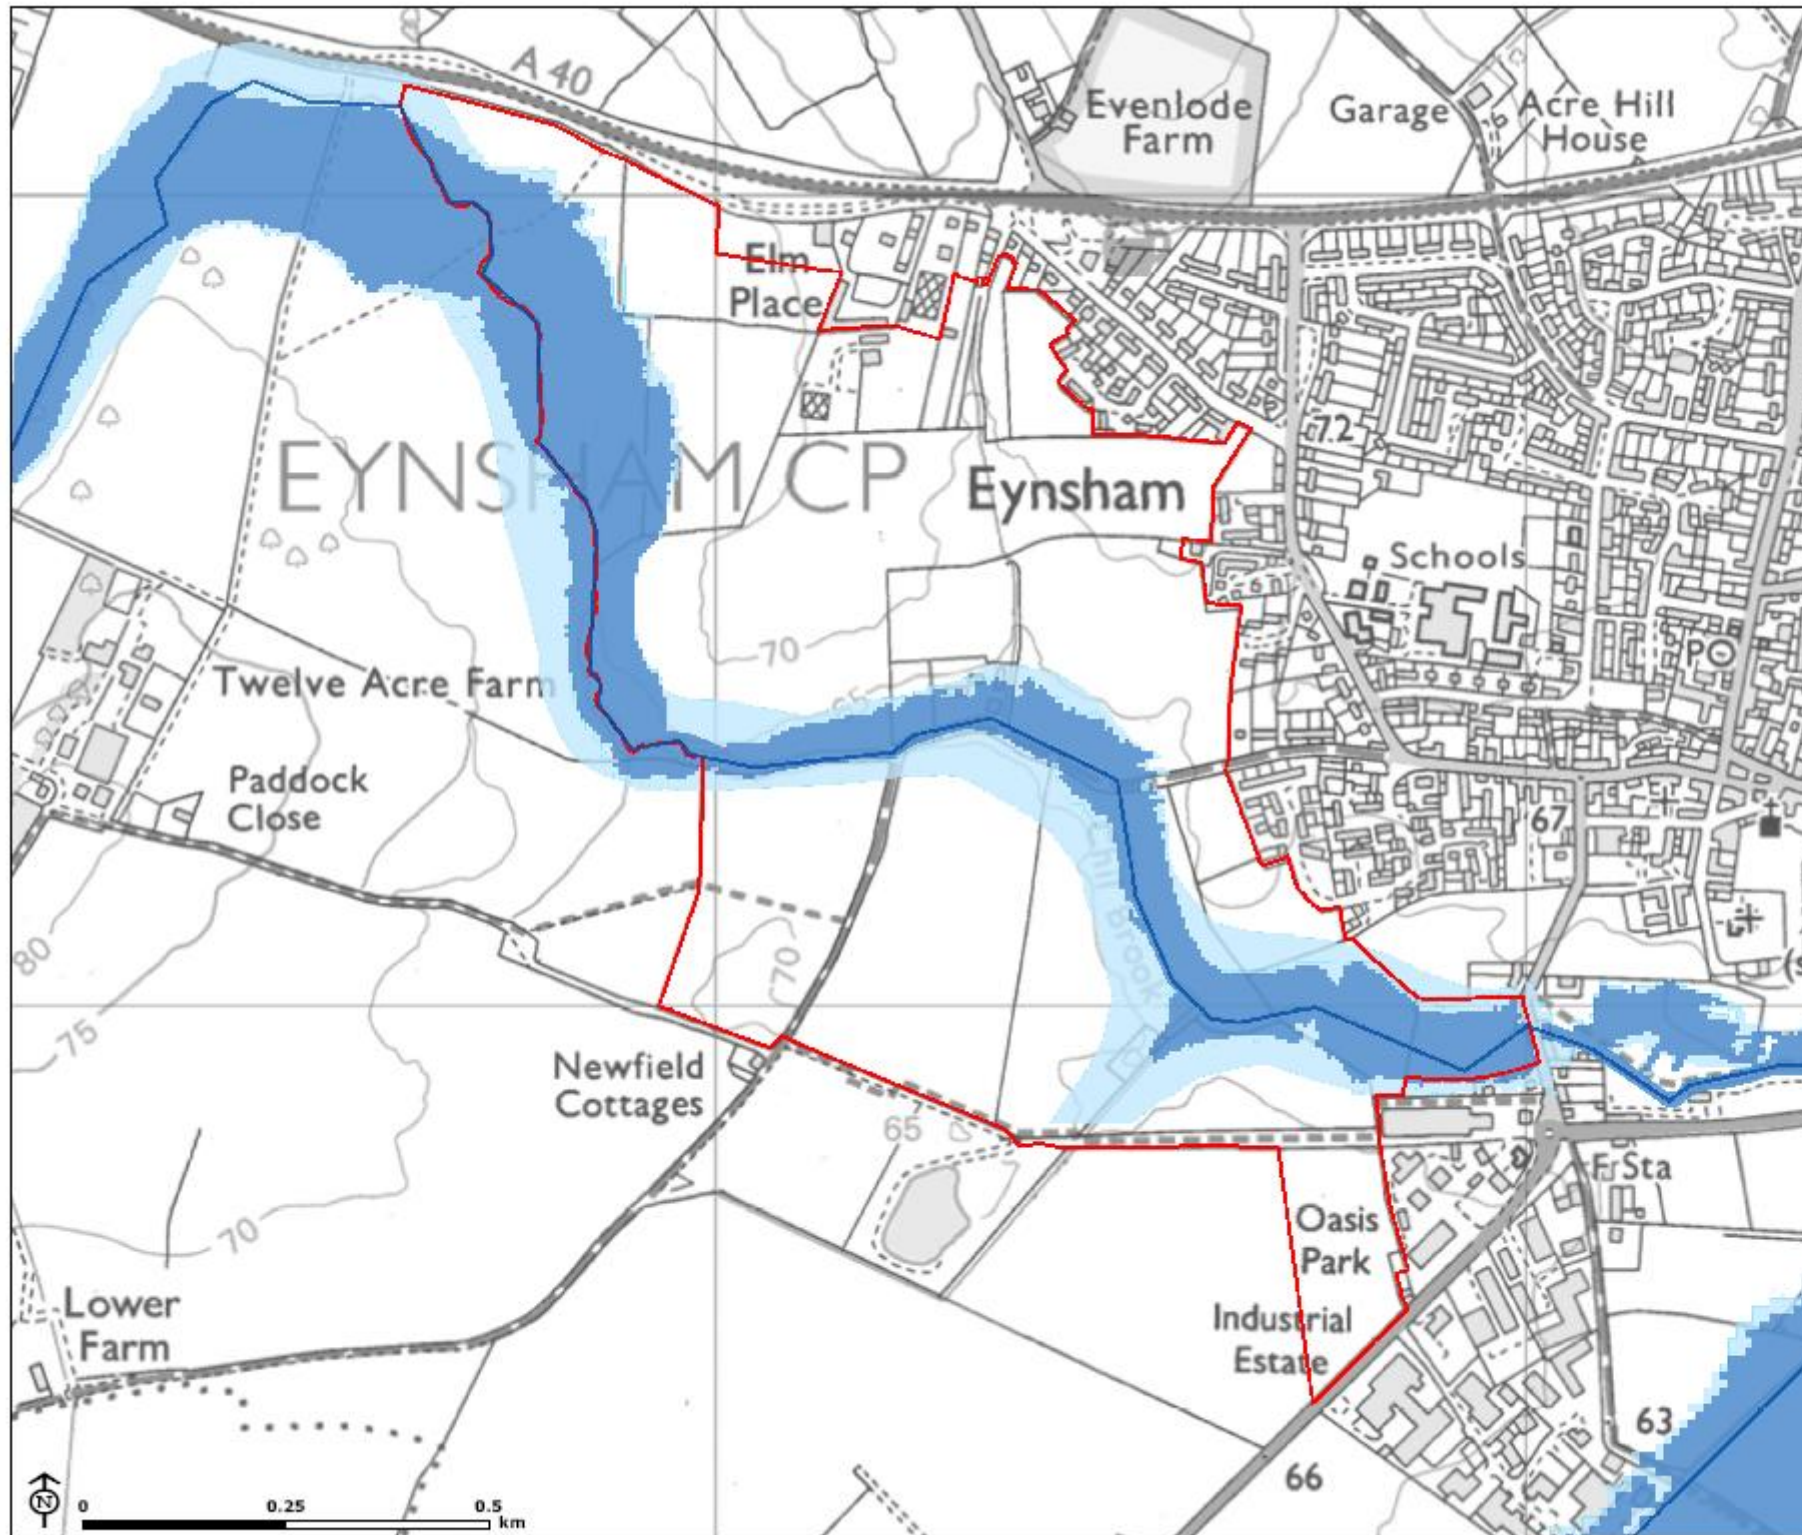 A 40
Evenlode
Farm
Garage
Acre Hill
House
Elm
Place
72
EYNSHAM CP
Eynsham
Schools
70
PO
Twelve Acre Farm
65
Paddock
Close
67
Chil brook
80
70
75
Newfield
Cottages
65
F Sta
70
Oasis
Park
Lower
Farm
Industrial
Estate
63
66
N
0 0.25 0.5
km